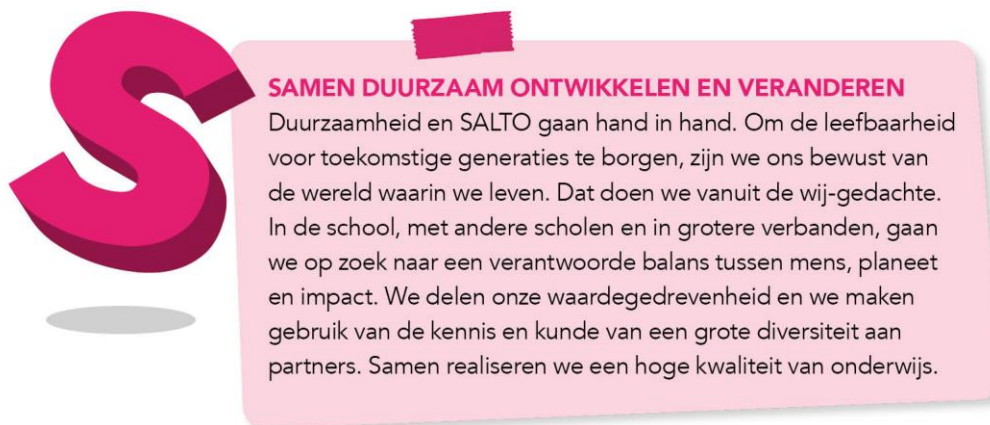 S
SAMEN DUURZAAM ONTWIKKELEN EN VERANDEREN
Duurzaamheid en SALTO gaan hand in hand. Om de leefbaarheid
voor toekomstige generaties te borgen, zijn we ons bewust van
de wereld waarin we leven. Dat doen we vanuit de wij-gedachte.
In de school, met andere scholen en in grotere verbanden, gaan
we op zoek naar een verantwoorde balans tussen mens, planeet
en impact. We delen onze waardegedrevenheid en we maken
gebruik van de kennis en kunde van een grote diversiteit aan
partners. Samen realiseren we een hoge kwaliteit van onderwijs.